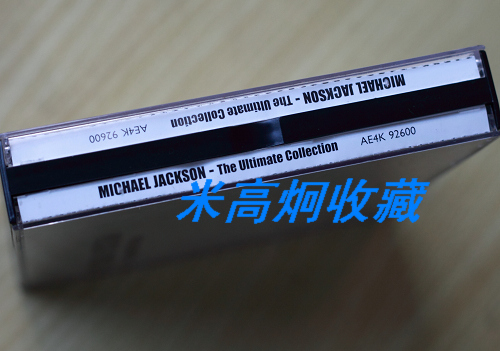 MICHAEL JACKSON - The Ultimate Collection AE4K 92600
MICHAEL JACKSON - The Ultimate Collection AE4K 92600
米高炯收藏